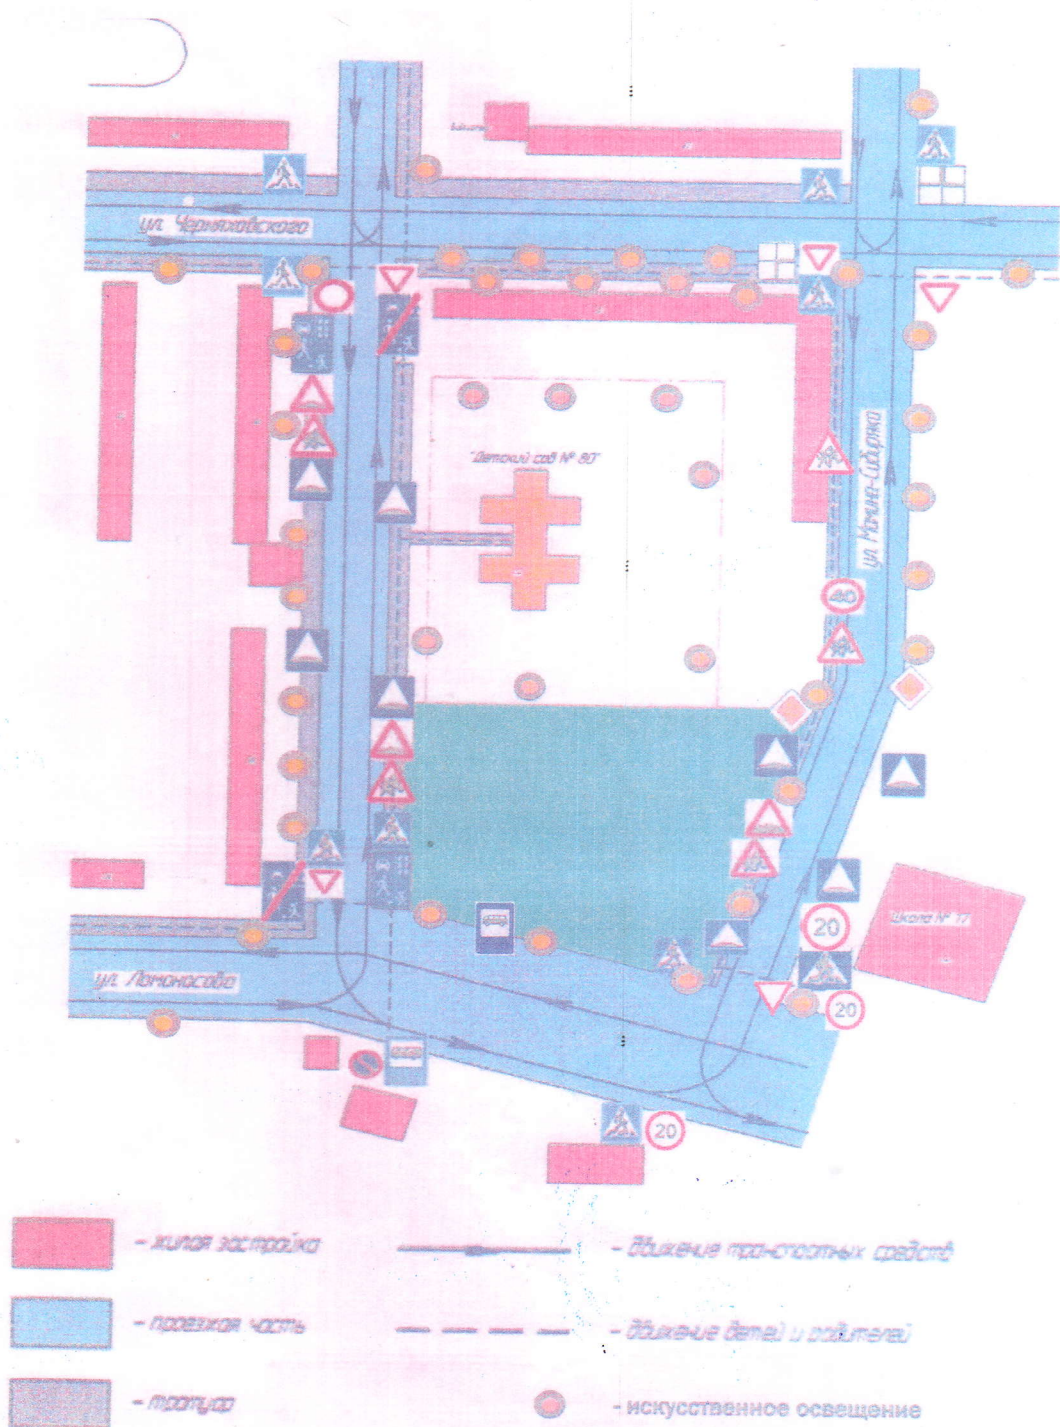 ул. Черняховского
"Детский сад № 80"
ул. Мамина-Сибиряка
40
20
Школа № 17
20
ул. Ломоносова
20
- жилая застройка
- движение транспортных средств
- проезжая часть
- движение детей и родителей
- тротуар
- искусственное освещение